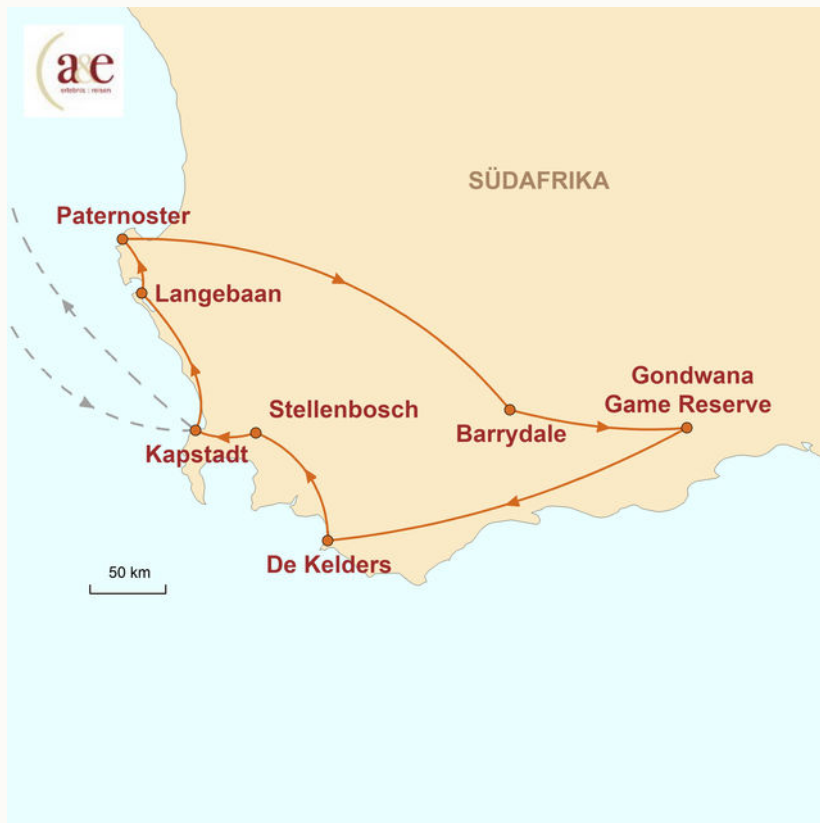 a&e
erlebnis : reisen
SÜDAFRIKA
Paternoster
Langebaan
Gondwana
Game Reserve
Stellenbosch
Barrydale
Kapstadt
De Kelders
50 km